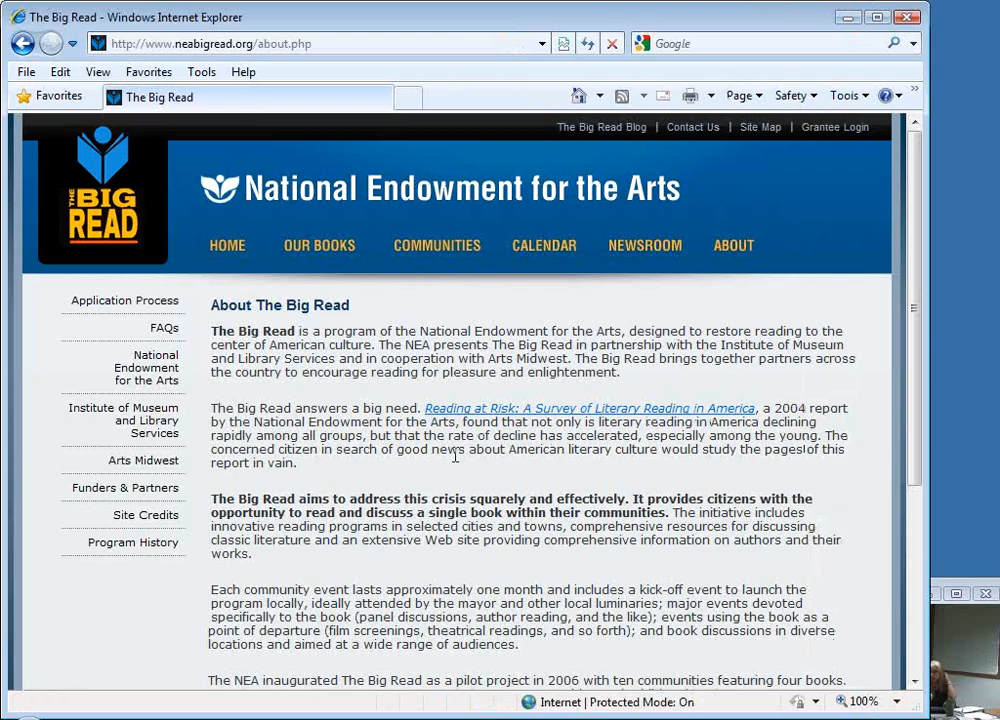 The Big Read - Windows Internet Explorer
http://www.neabigread.org/about.php
Google
File Edit View Favorites Tools Help
Favorites
The Big Read
Page Safety Tools
The Big Read Blog | Contact Us | Site Map | Grantee Login
THE BIG READ
National Endowment for the Arts
HOME OUR BOOKS COMMUNITIES CALENDAR NEWSROOM ABOUT
Application Process
FAQs
National
Endowment
for the Arts
Institute of Museum
and Library
Services
Arts Midwest
Funders & Partners
Site Credits
Program History
About The Big Read
The Big Read is a program of the National Endowment for the Arts, designed to restore reading to the
center of American culture. The NEA presents The Big Read in partnership with the Institute of Museum
and Library Services and in cooperation with Arts Midwest. The Big Read brings together partners across
the country to encourage reading for pleasure and enlightenment.
The Big Read answers a big need. Reading at Risk: A Survey of Literary Reading in America, a 2004 report
by the National Endowment for the Arts, found that not only is literary reading in America declining
rapidly among all groups, but that the rate of decline has accelerated, especially among the young. The
concerned citizen in search of good news about American literary culture would study the pages of this
report in vain.
The Big Read aims to address this crisis squarely and effectively. It provides citizens with the
opportunity to read and discuss a single book within their communities. The initiative includes
innovative reading programs in selected cities and towns, comprehensive resources for discussing
classic literature and an extensive Web site providing comprehensive information on authors and their
works.
Each community event lasts approximately one month and includes a kick-off event to launch the
program locally, ideally attended by the mayor and other local luminaries; major events devoted
specifically to the book (panel discussions, author reading, and the like); events using the book as a
point of departure (film screenings, theatrical readings, and so forth); and book discussions in diverse
locations and aimed at a wide range of audiences.
The NEA inaugurated The Big Read as a pilot project in 2006 with ten communities featuring four books.
Internet | Protected Mode: On
100%